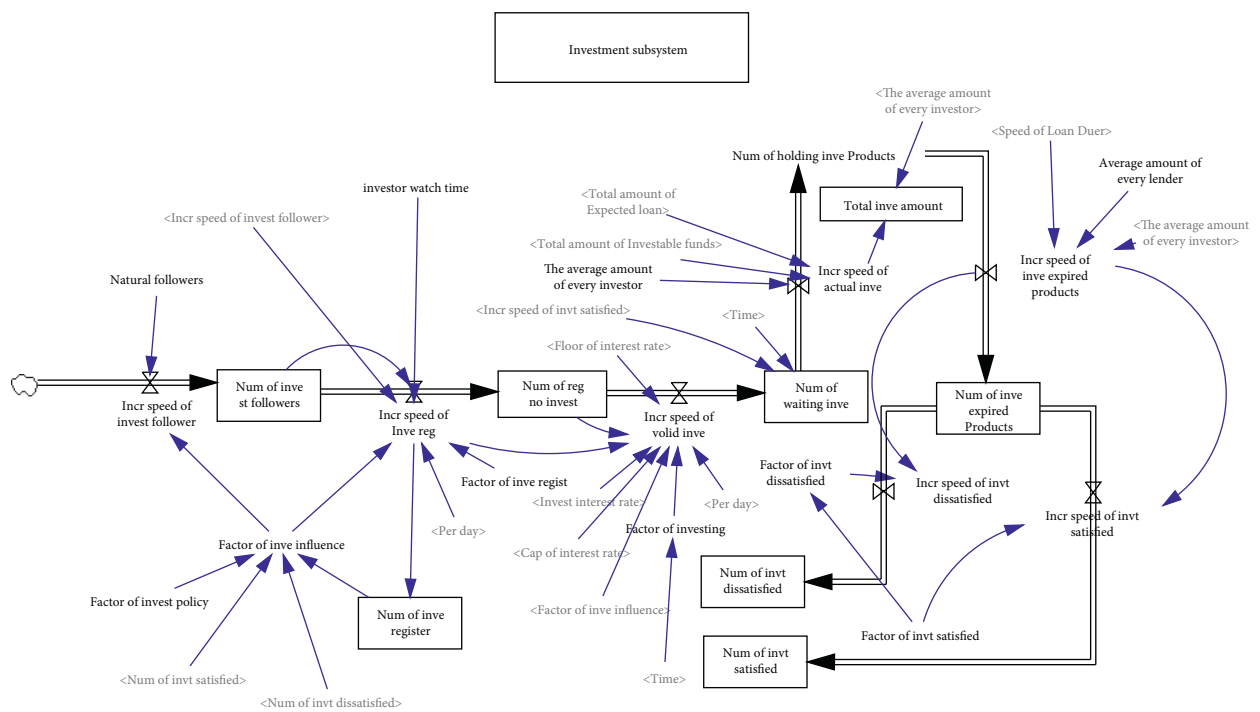 Investment subsystem
<The average amount
of every investor>
<Speed of Loan Duer>
Num of holding inve Products
Average amount of
every lender
investor watch time
<Total amount of
Expected loan>
Total inve amount
<Incr speed of invest follower>
<The average amount
of every investor>
<Total amount of Investable funds>
The average amount
of every investor
Incr speed of
actual inve
Incr speed of
inve expired
products
Natural followers
<Incr speed of invt satisfied>
<Time>
<Floor of interest rate>
Num of inve
st followers
Num of reg
no invest
Num of
waiting inve
Num of inve
expired
Products
Incr speed of
invest follower
Incr speed of
Inve reg
Incr speed of
valid inve
Factor of inve regist
Factor of invt
dissatisfied
Incr speed of invt
dissatisfied
<Invest interest rate>
<Per day>
<Per day>
Factor of investing
Incr speed of invt
satisfied
Factor of inve influence
<Cap of interest rate>
Factor of invest policy
Num of inve
register
<Factor of inve influence>
Num of invt
dissatisfied
Factor of invt satisfied
Num of invt
satisfied
<Num of invt satisfied>
<Time>
<Num of invt dissatisfied>